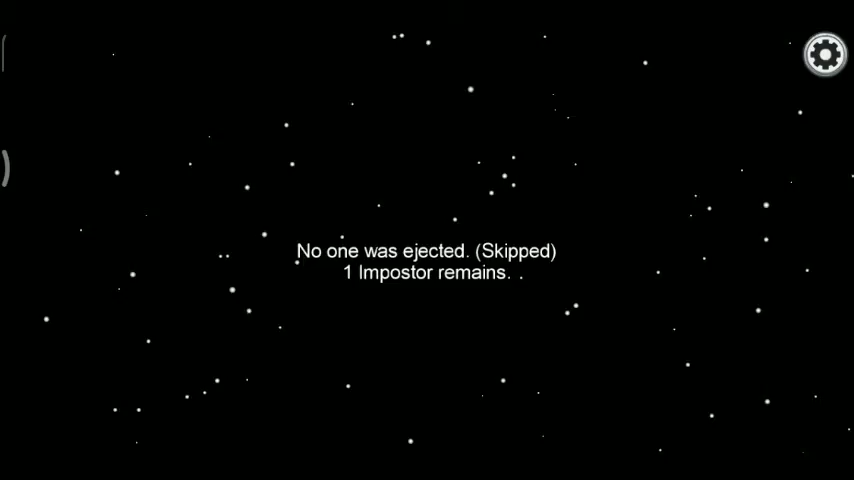 No one was ejected. (Skipped)
1 Impostor remains.